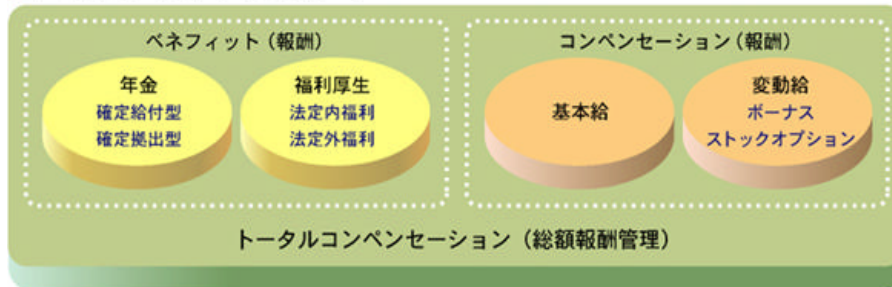 ベネフィット（報酬）
年金
確定給付型
確定拠出型
福利厚生
法定内福利
法定外福利
コンペンセーション（報酬）
基本給
変動給
ボーナス
ストックオプション
トータルコンペンセーション（総額報酬管理）